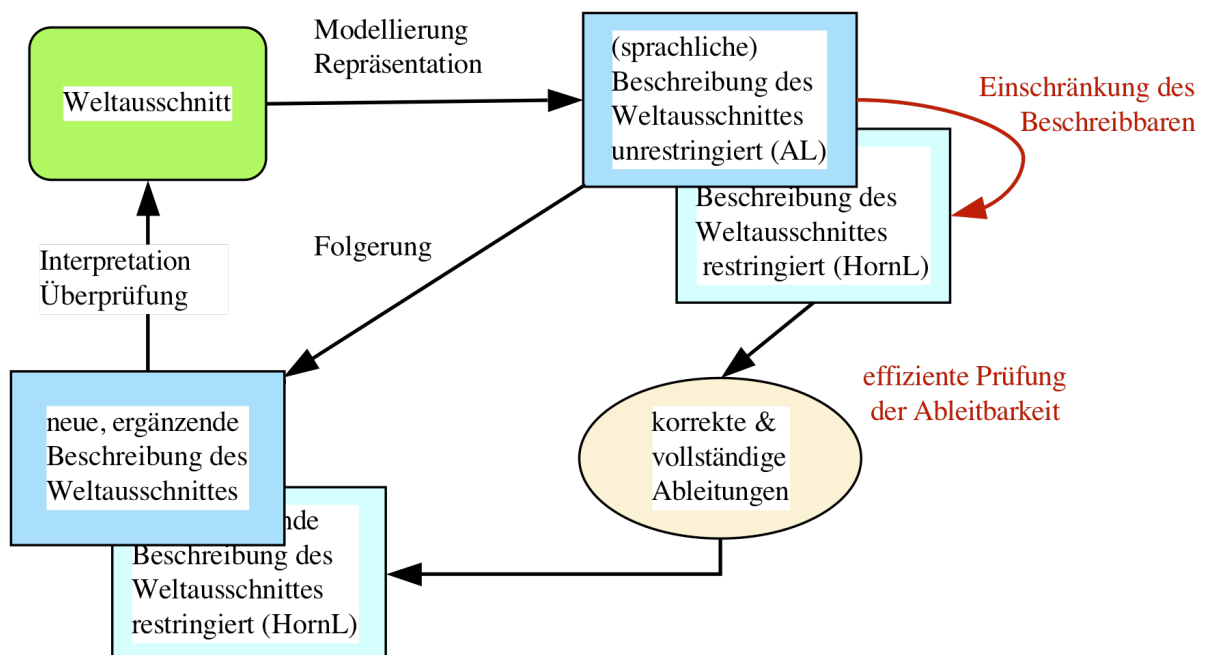 Weltausschnitt
Modellierung
Repräsentation
(sprachliche)
Beschreibung des
Weltausschnittes
unrestringiert (AL)
Einschränkung des
Beschreibbaren
Beschreibung des
Weltausschnittes
restringiert (HornL)
Interpretation
Überprüfung
Folgerung
effiziente Prüfung
der Ableitbarkeit
korrekte &
vollständige
Ableitungen
neue, ergänzende
Beschreibung des
Weltausschnittes
nde
Beschreibung des
Weltausschnittes
restringiert (HornL)